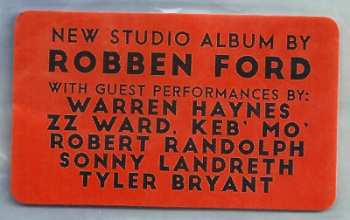 NEW STUDIO ALBUM BY
ROBBEN FORD
WITH GUEST PERFORMANCES BY:
WARREN HAYNES
ZZ WARD, KEB' MO'
ROBERT RANDOLPH
SONNY LANDRETH
TYLER BRYANT